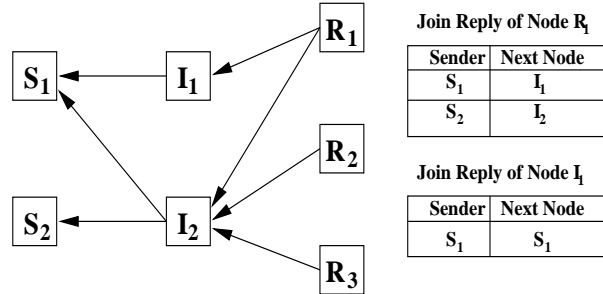 S1
I1
R1
R2
S2
I2
R3
Join Reply of Node R1
Sender Next Node
S1 I1
S2 I2
Join Reply of Node I1
Sender Next Node
S1 S1